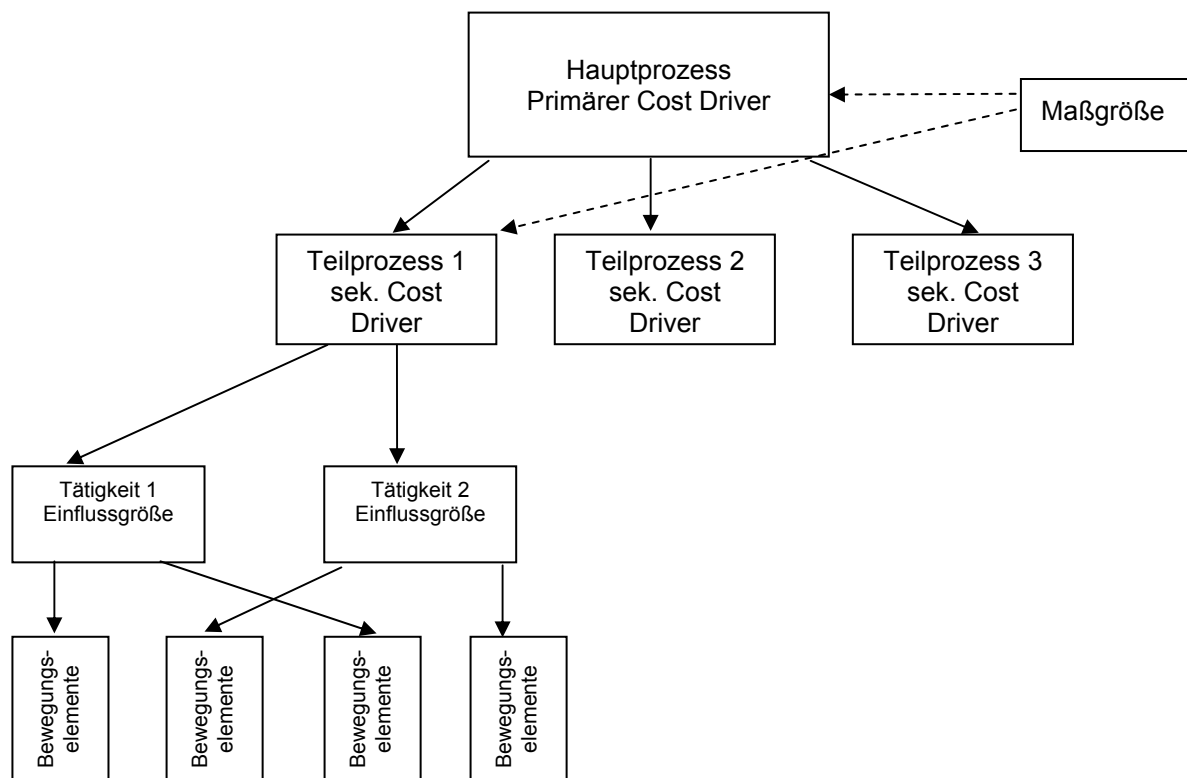 Hauptprozess
Primärer Cost Driver
Maßgröße
Teilprozess 1
sek. Cost
Driver
Teilprozess 2
sek. Cost
Driver
Teilprozess 3
sek. Cost
Driver
Tätigkeit 1
Einflussgröße
Tätigkeit 2
Einflussgröße
Bewegungs-
elemente
Bewegungs-
elemente
Bewegungs-
elemente
Bewegungs-
elemente